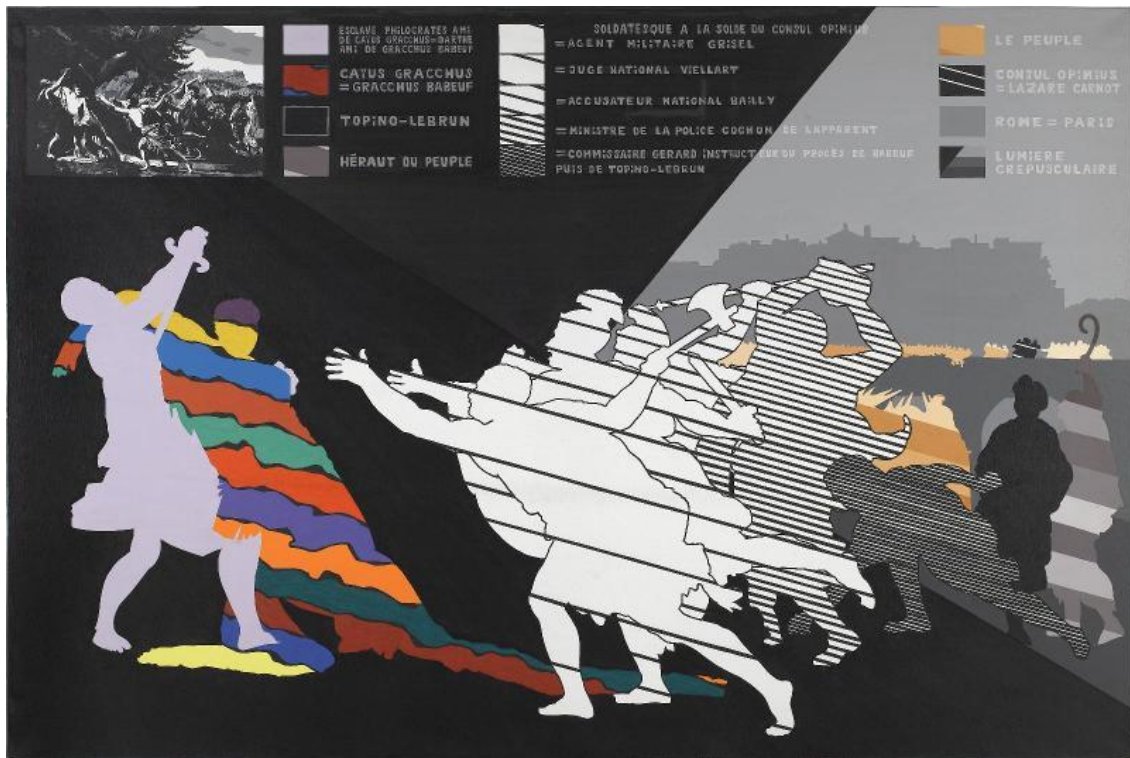 ESCLAVE PHILOCRATES AMI
DE CAIUS GRACCHUS=DARTHE
AMI DE GRACCHUS BABEUF
CAIUS GRACCHUS
= GRACCHUS BABEUF
TOPINO-LEBRUN
HÉRAUT DU PEUPLE
SOLDATESQUE A LA SOLDE DU CONSUL OPIMIUS
= AGENT MILITAIRE GRISEL
= JUGE NATIONAL VIELLART
= ACCUSATEUR NATIONAL BAILLY
= MINISTRE DE LA POLICE COCHON DE LAPPARENT
= COMMISSAIRE GERARD INSTRUCTEUR DU PROCÈS DE BABEUF
PUIS DE TOPINO-LEBRUN
LE PEUPLE
CONSUL OPIMIUS
= LAZARE CARNOT
ROME = PARIS
LUMIERE
CREPUSCULAIRE